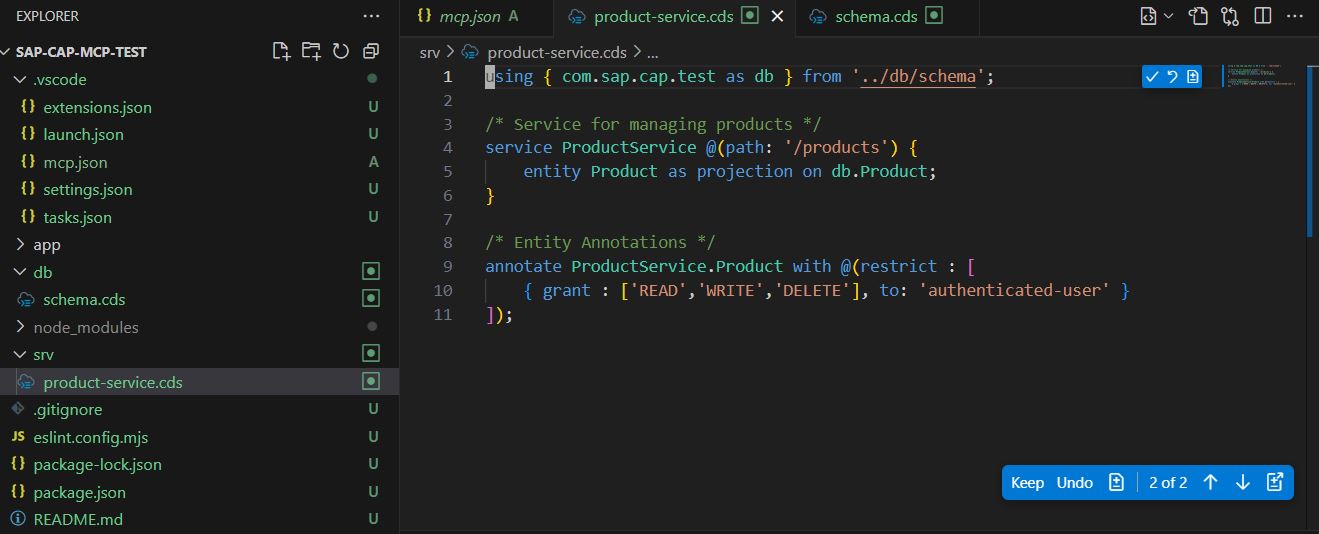 EXPLORER
SAP-CAP-MCP-TEST
.vscode
{} extensions.json U
{} launch.json U
{} mcp.json A
{} settings.json U
{} tasks.json U
app
db
schema.cds
node_modules
srv
product-service.cds
.gitignore U
JS eslint.config.mjs U
{} package-lock.json U
{} package.json U
README.md U
{} mcp.json A
product-service.cds
schema.cds
srv > product-service.cds > ...
1 using { com.sap.cap.test as db } from '../db/schema';
2
3 /* Service for managing products */
4 service ProductService @(path: '/products') {
5 entity Product as projection on db.Product;
6 }
7
8 /* Entity Annotations */
9 annotate ProductService.Product with @(restrict : [
10 { grant : ['READ','WRITE','DELETE'], to: 'authenticated-user' }
11 ]);
Keep Undo 2 of 2